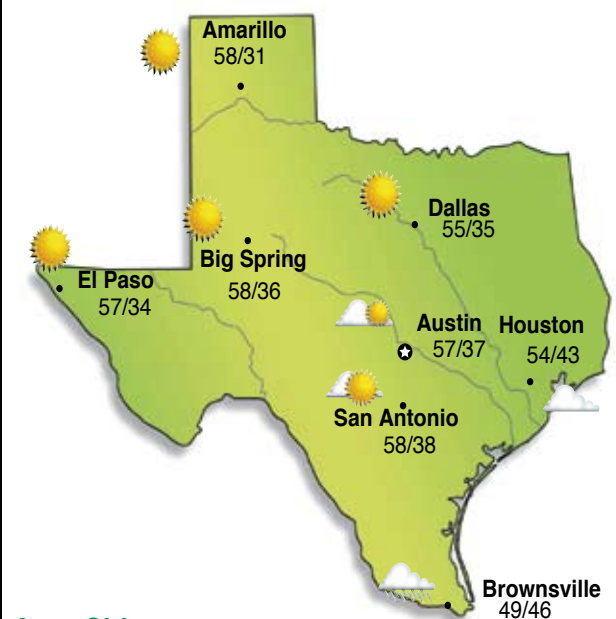 Amarillo
58/31
Dallas
55/35
Big Spring
58/36
El Paso
57/34
Austin
57/37
Houston
54/43
San Antonio
58/38
Brownsville
49/46